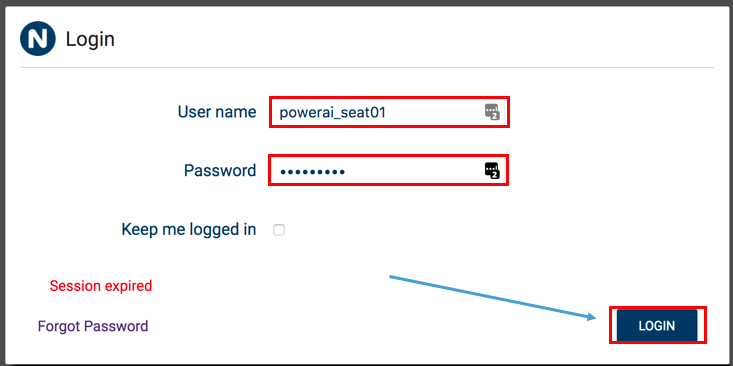 N Login
User name powerai_seat01
Password •••••••••
Keep me logged in
Session expired
Forgot Password
LOGIN